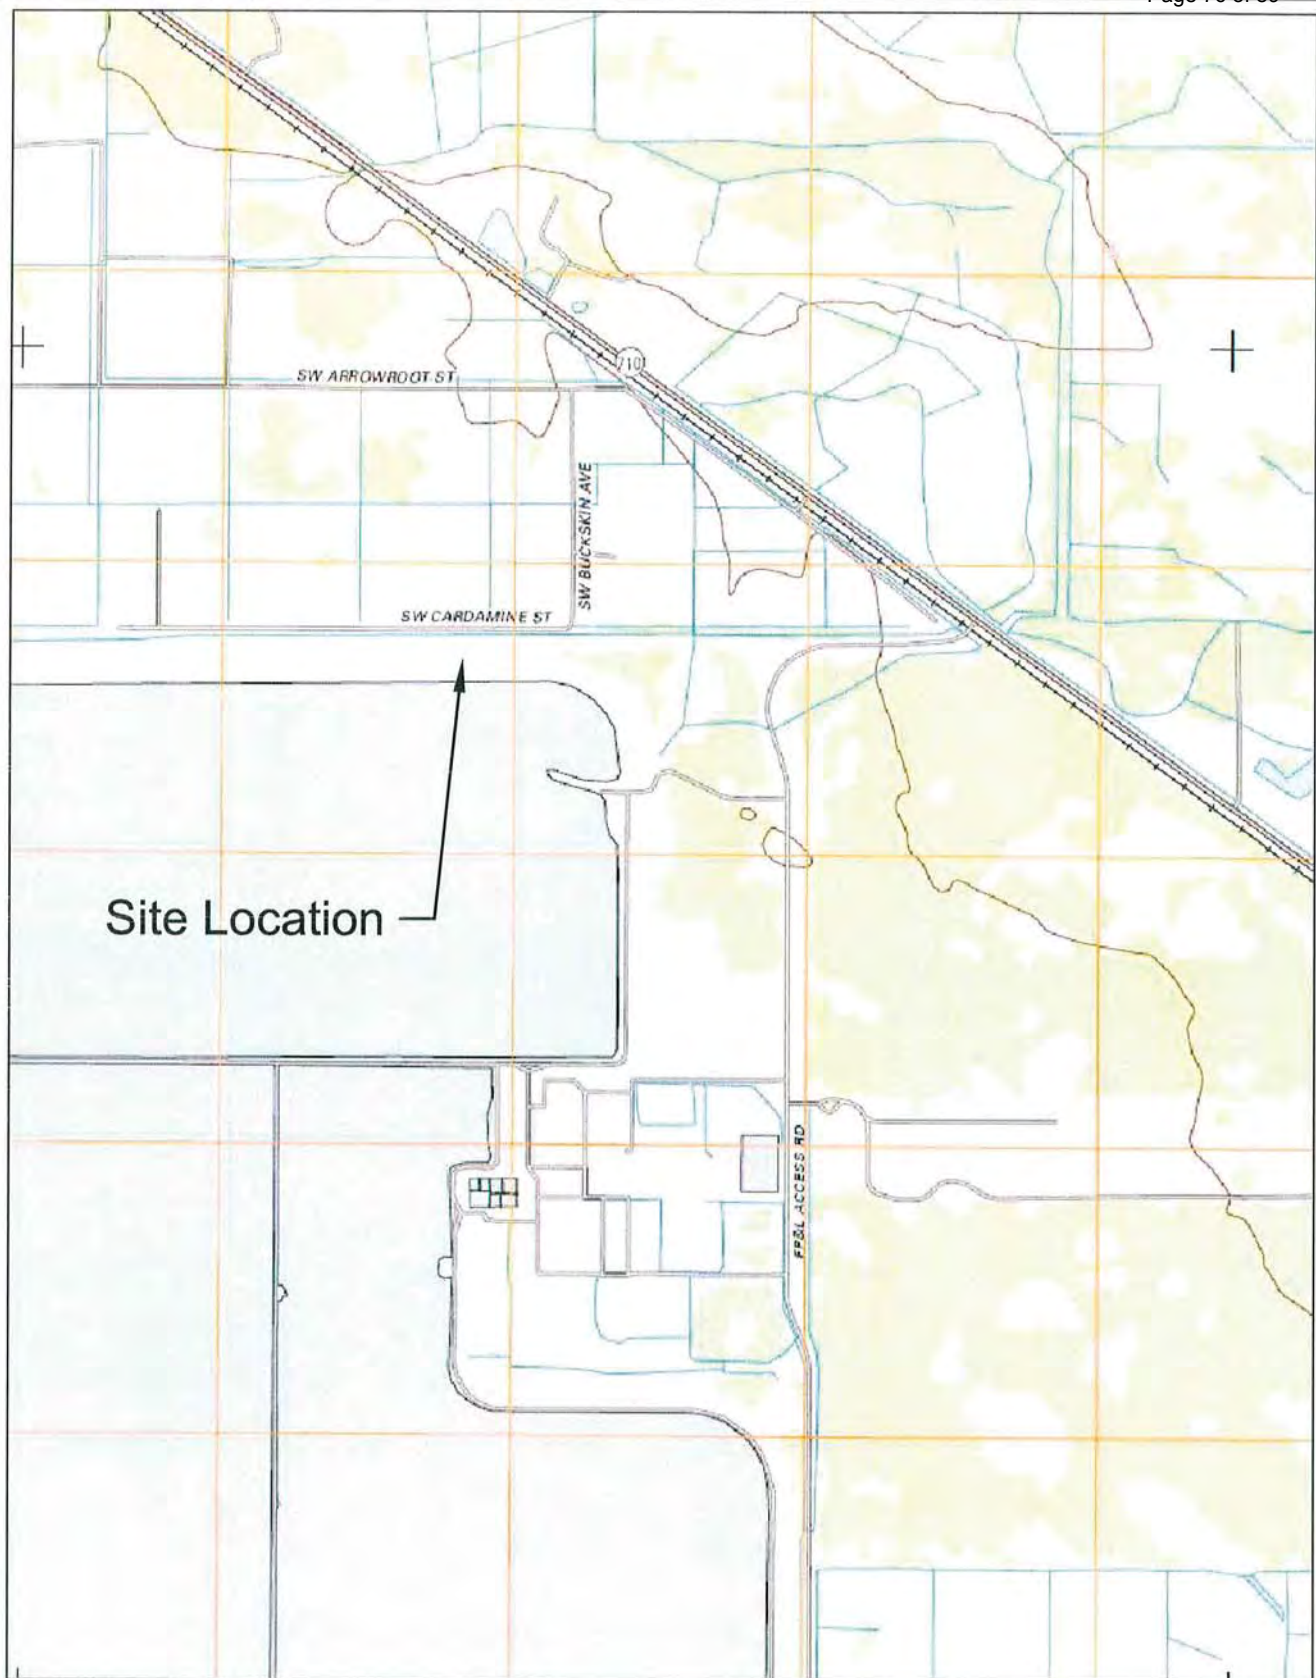 710
SW ARROWROOT ST
SW BUCKSKIN AVE
SW CARDAMINE ST
Site Location
FP&L ACCESS RD